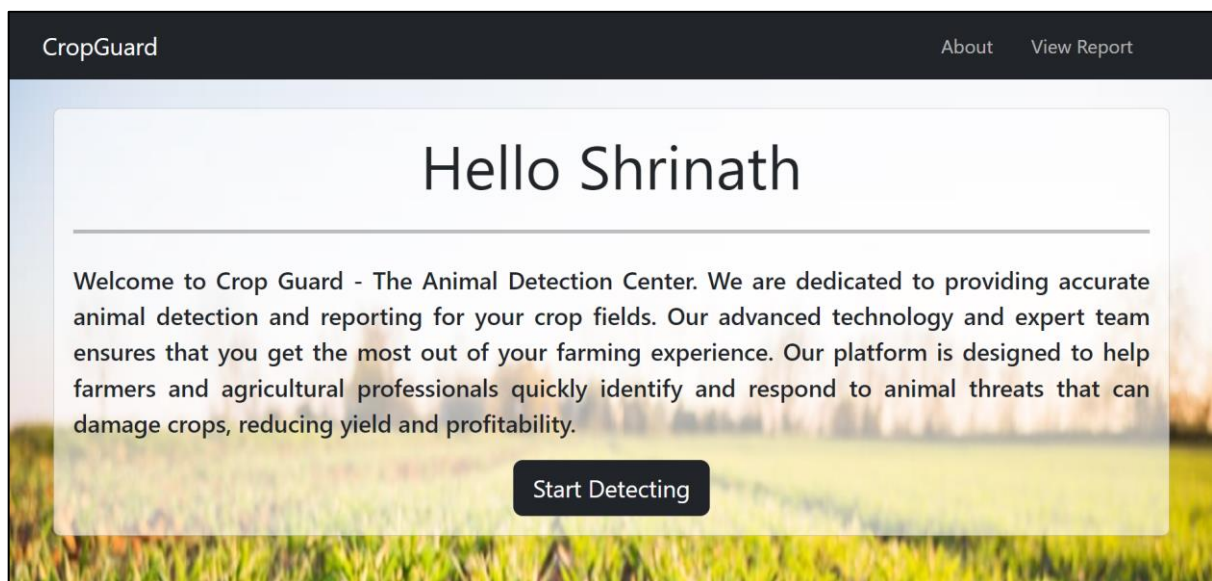 CropGuard
About
View Report
Hello Shrinath
Welcome to Crop Guard - The Animal Detection Center. We are dedicated to providing accurate
animal detection and reporting for your crop fields. Our advanced technology and expert team
ensures that you get the most out of your farming experience. Our platform is designed to help
farmers and agricultural professionals quickly identify and respond to animal threats that can
damage crops, reducing yield and profitability.
Start Detecting